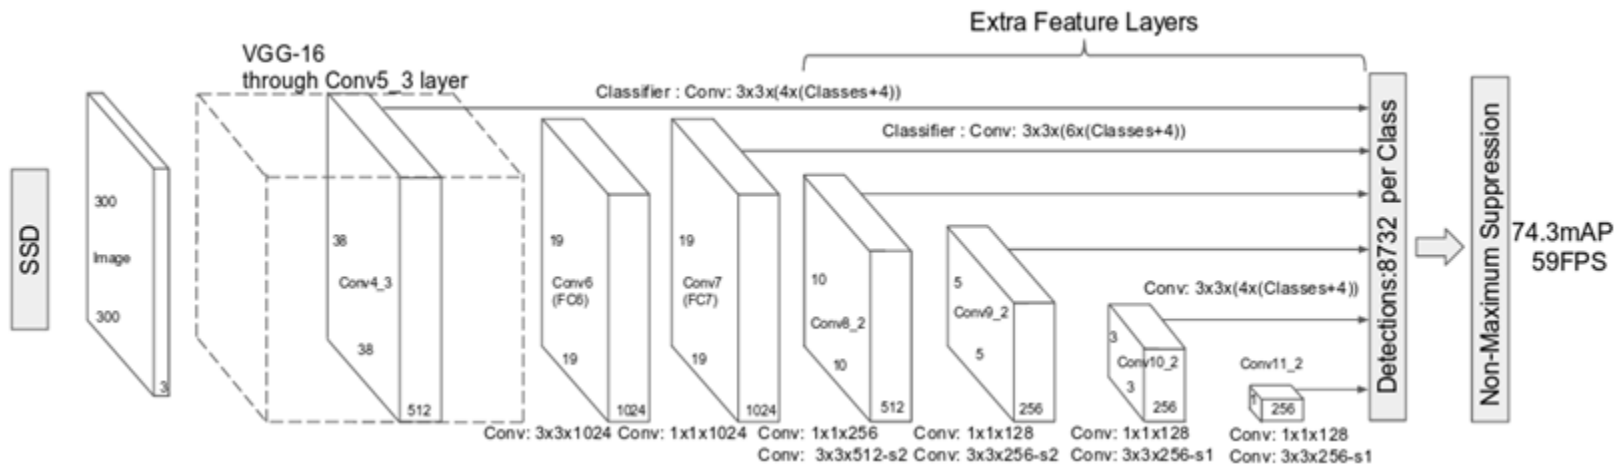 Extra Feature Layers
VGG-16
through Conv5_3 layer
Classifier : Conv: 3x3x(4x(Classes+4))
Classifier : Conv: 3x3x(6x(Classes+4))
SSD
300
Image
300
3
38
Conv4_3
38
512
19
Conv6
(FC6)
19
1024
19
Conv7
(FC7)
19
1024
10
Conv8_2
10
512
5
Conv9_2
5
256
Conv: 3x3x(4x(Classes+4))
3
Conv10_2
3
256
Conv11_2
1
256
Detections:8732 per Class
Non-Maximum Suppression
74.3mAP
59FPS
Conv: 3x3x1024
Conv: 1x1x1024
Conv: 1x1x256
Conv: 3x3x512-s2
Conv: 1x1x128
Conv: 3x3x256-s2
Conv: 1x1x128
Conv: 3x3x256-s1
Conv: 1x1x128
Conv: 3x3x256-s1